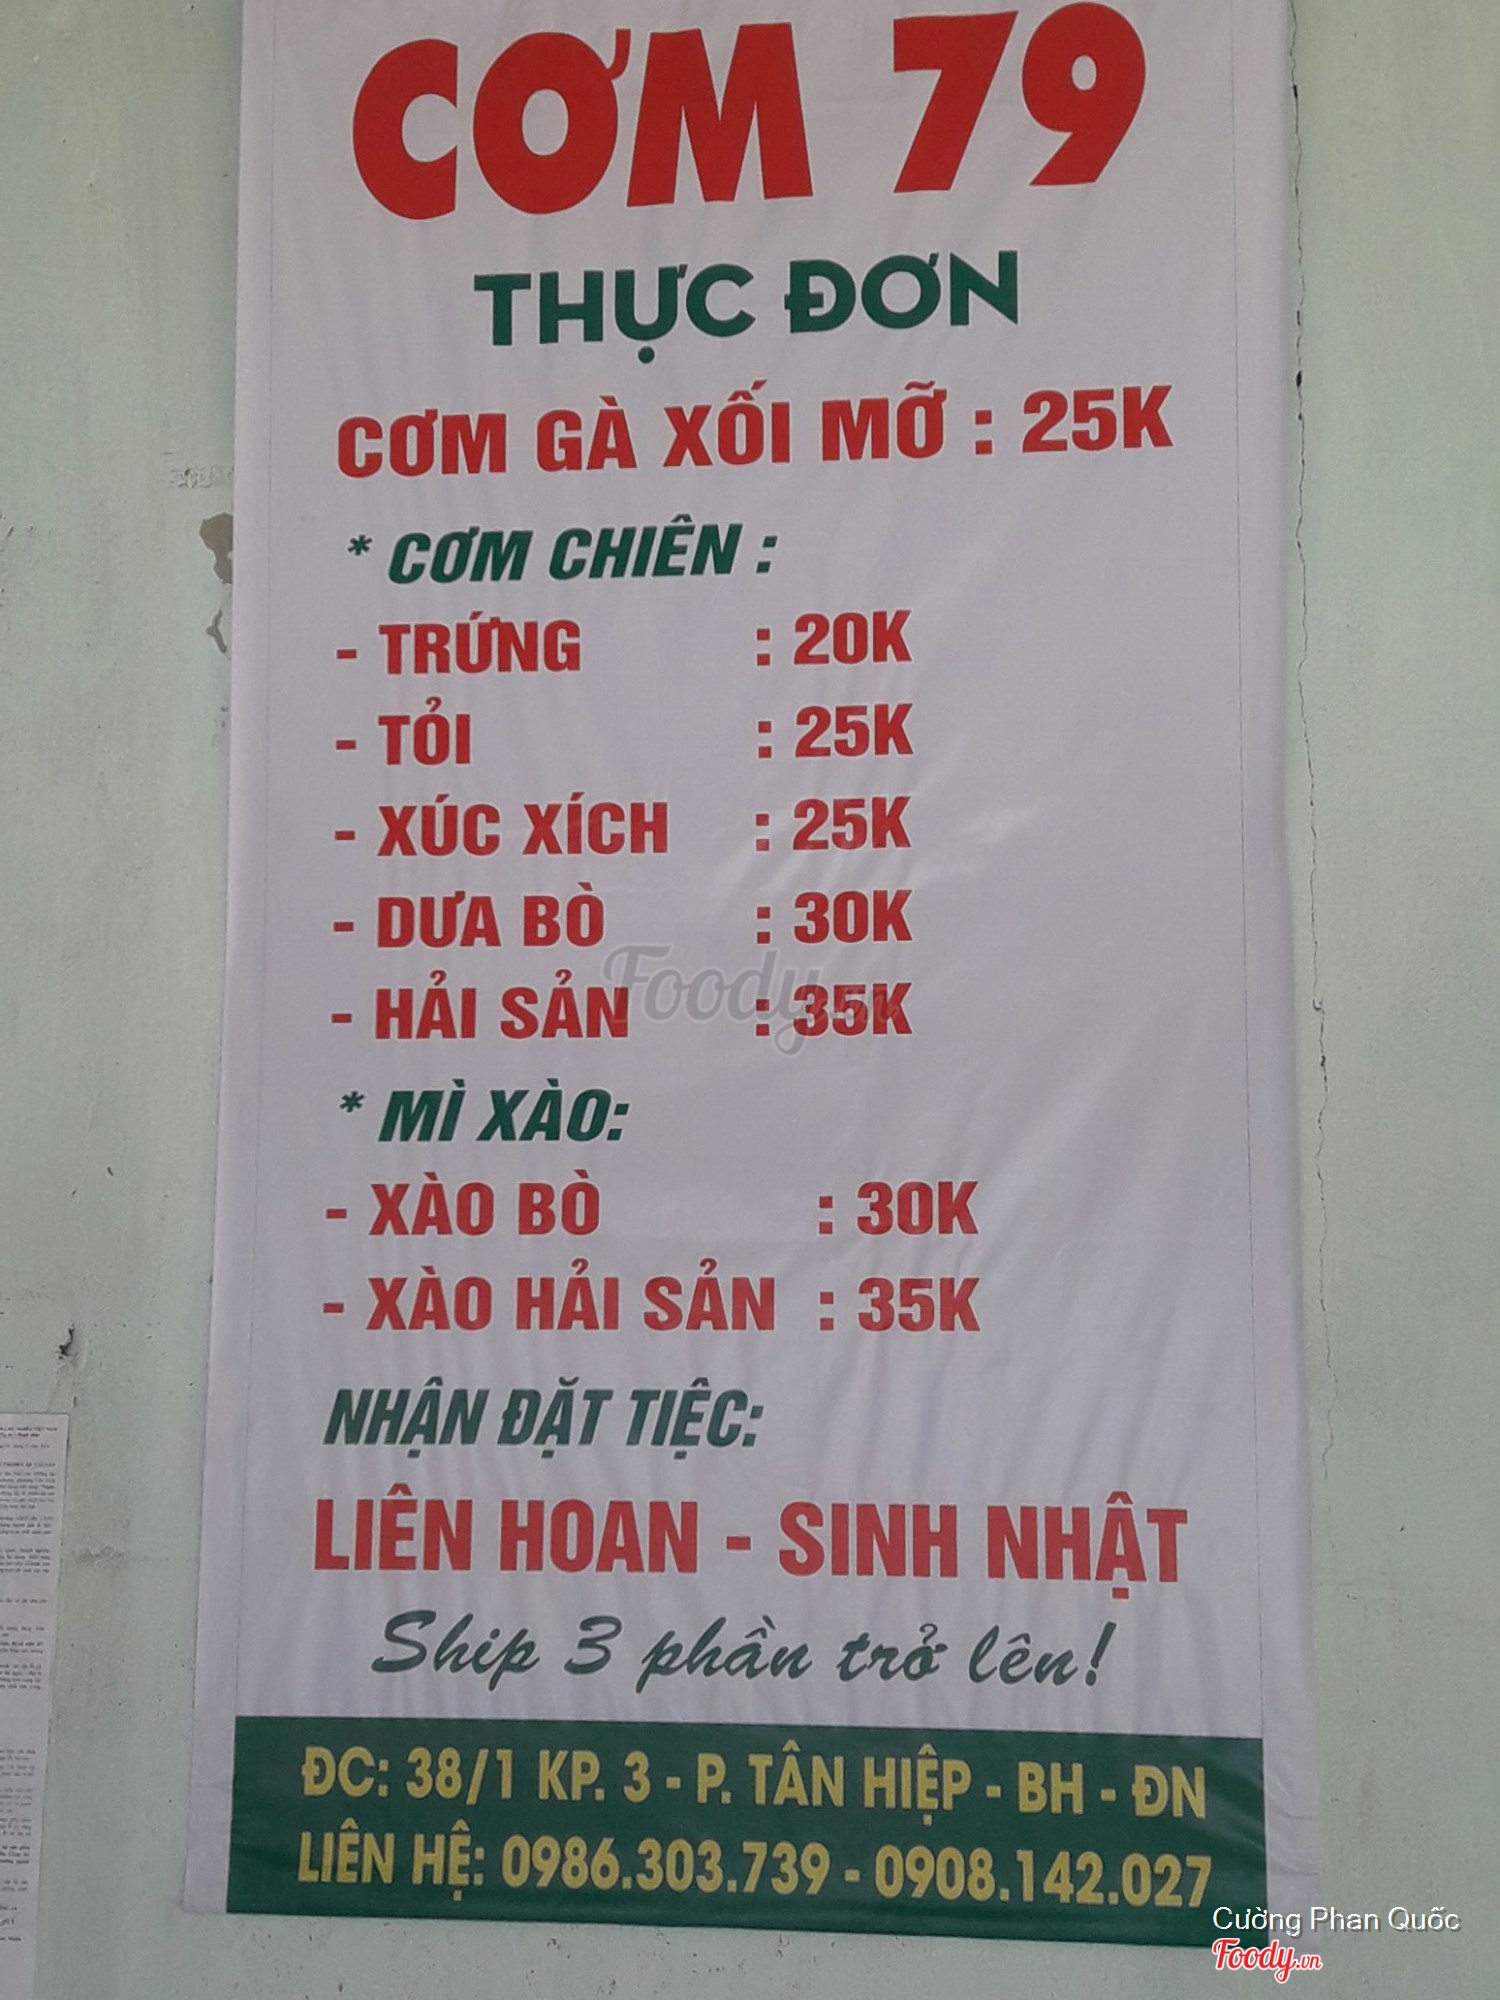 CƠM 79
THỰC ĐƠN
CƠM GÀ XỐI MỠ : 25K
* CƠM CHIÊN :
- TRỨNG : 20K
- TỎI : 25K
- XÚC XÍCH : 25K
- DƯA BÒ : 30K
- HẢI SẢN : 35K
Foody.vn
* MÌ XÀO:
- XÀO BÒ : 30K
- XÀO HẢI SẢN : 35K
NHẬN ĐẶT TIỆC:
LIÊN HOAN - SINH NHẬT
Ship 3 phần trở lên!
ĐC: 38/1 KP. 3 - P. TÂN HIỆP - BH - ĐN
LIÊN HỆ: 0986.303.739 - 0908.142.027
Cường Phan Quốc
Foody.vn